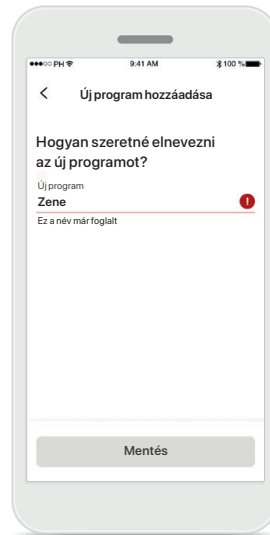 ●●●○○ PH 9:41 AM 100 %
Új program hozzáadása
Hogyan szeretné elnevezni
az új programot?
Új program
Zene !
Ez a név már foglalt
Mentés